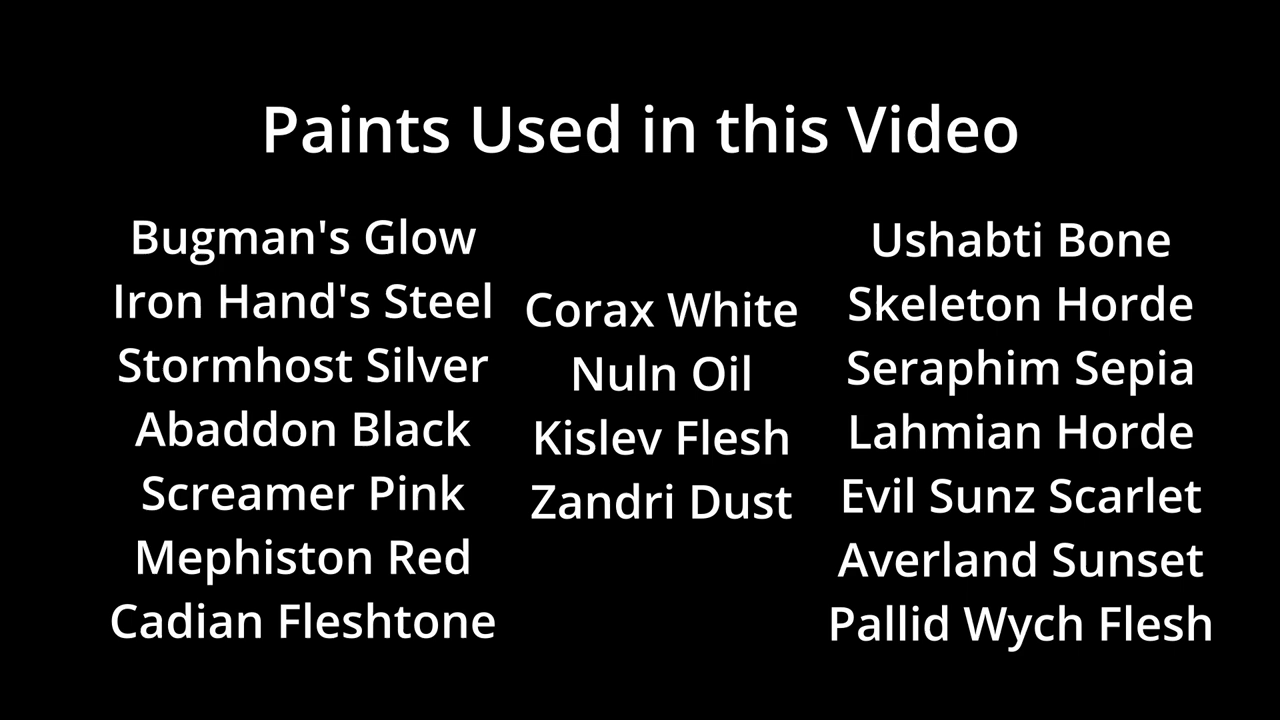 Paints Used in this Video
Bugman's Glow
Iron Hand's Steel
Stormhost Silver
Abaddon Black
Screamer Pink
Mephiston Red
Cadian Fleshtone
Corax White
Nuln Oil
Kislev Flesh
Zandri Dust
Ushabti Bone
Skeleton Horde
Seraphim Sepia
Lahmian Horde
Evil Sunz Scarlet
Averland Sunset
Pallid Wych Flesh